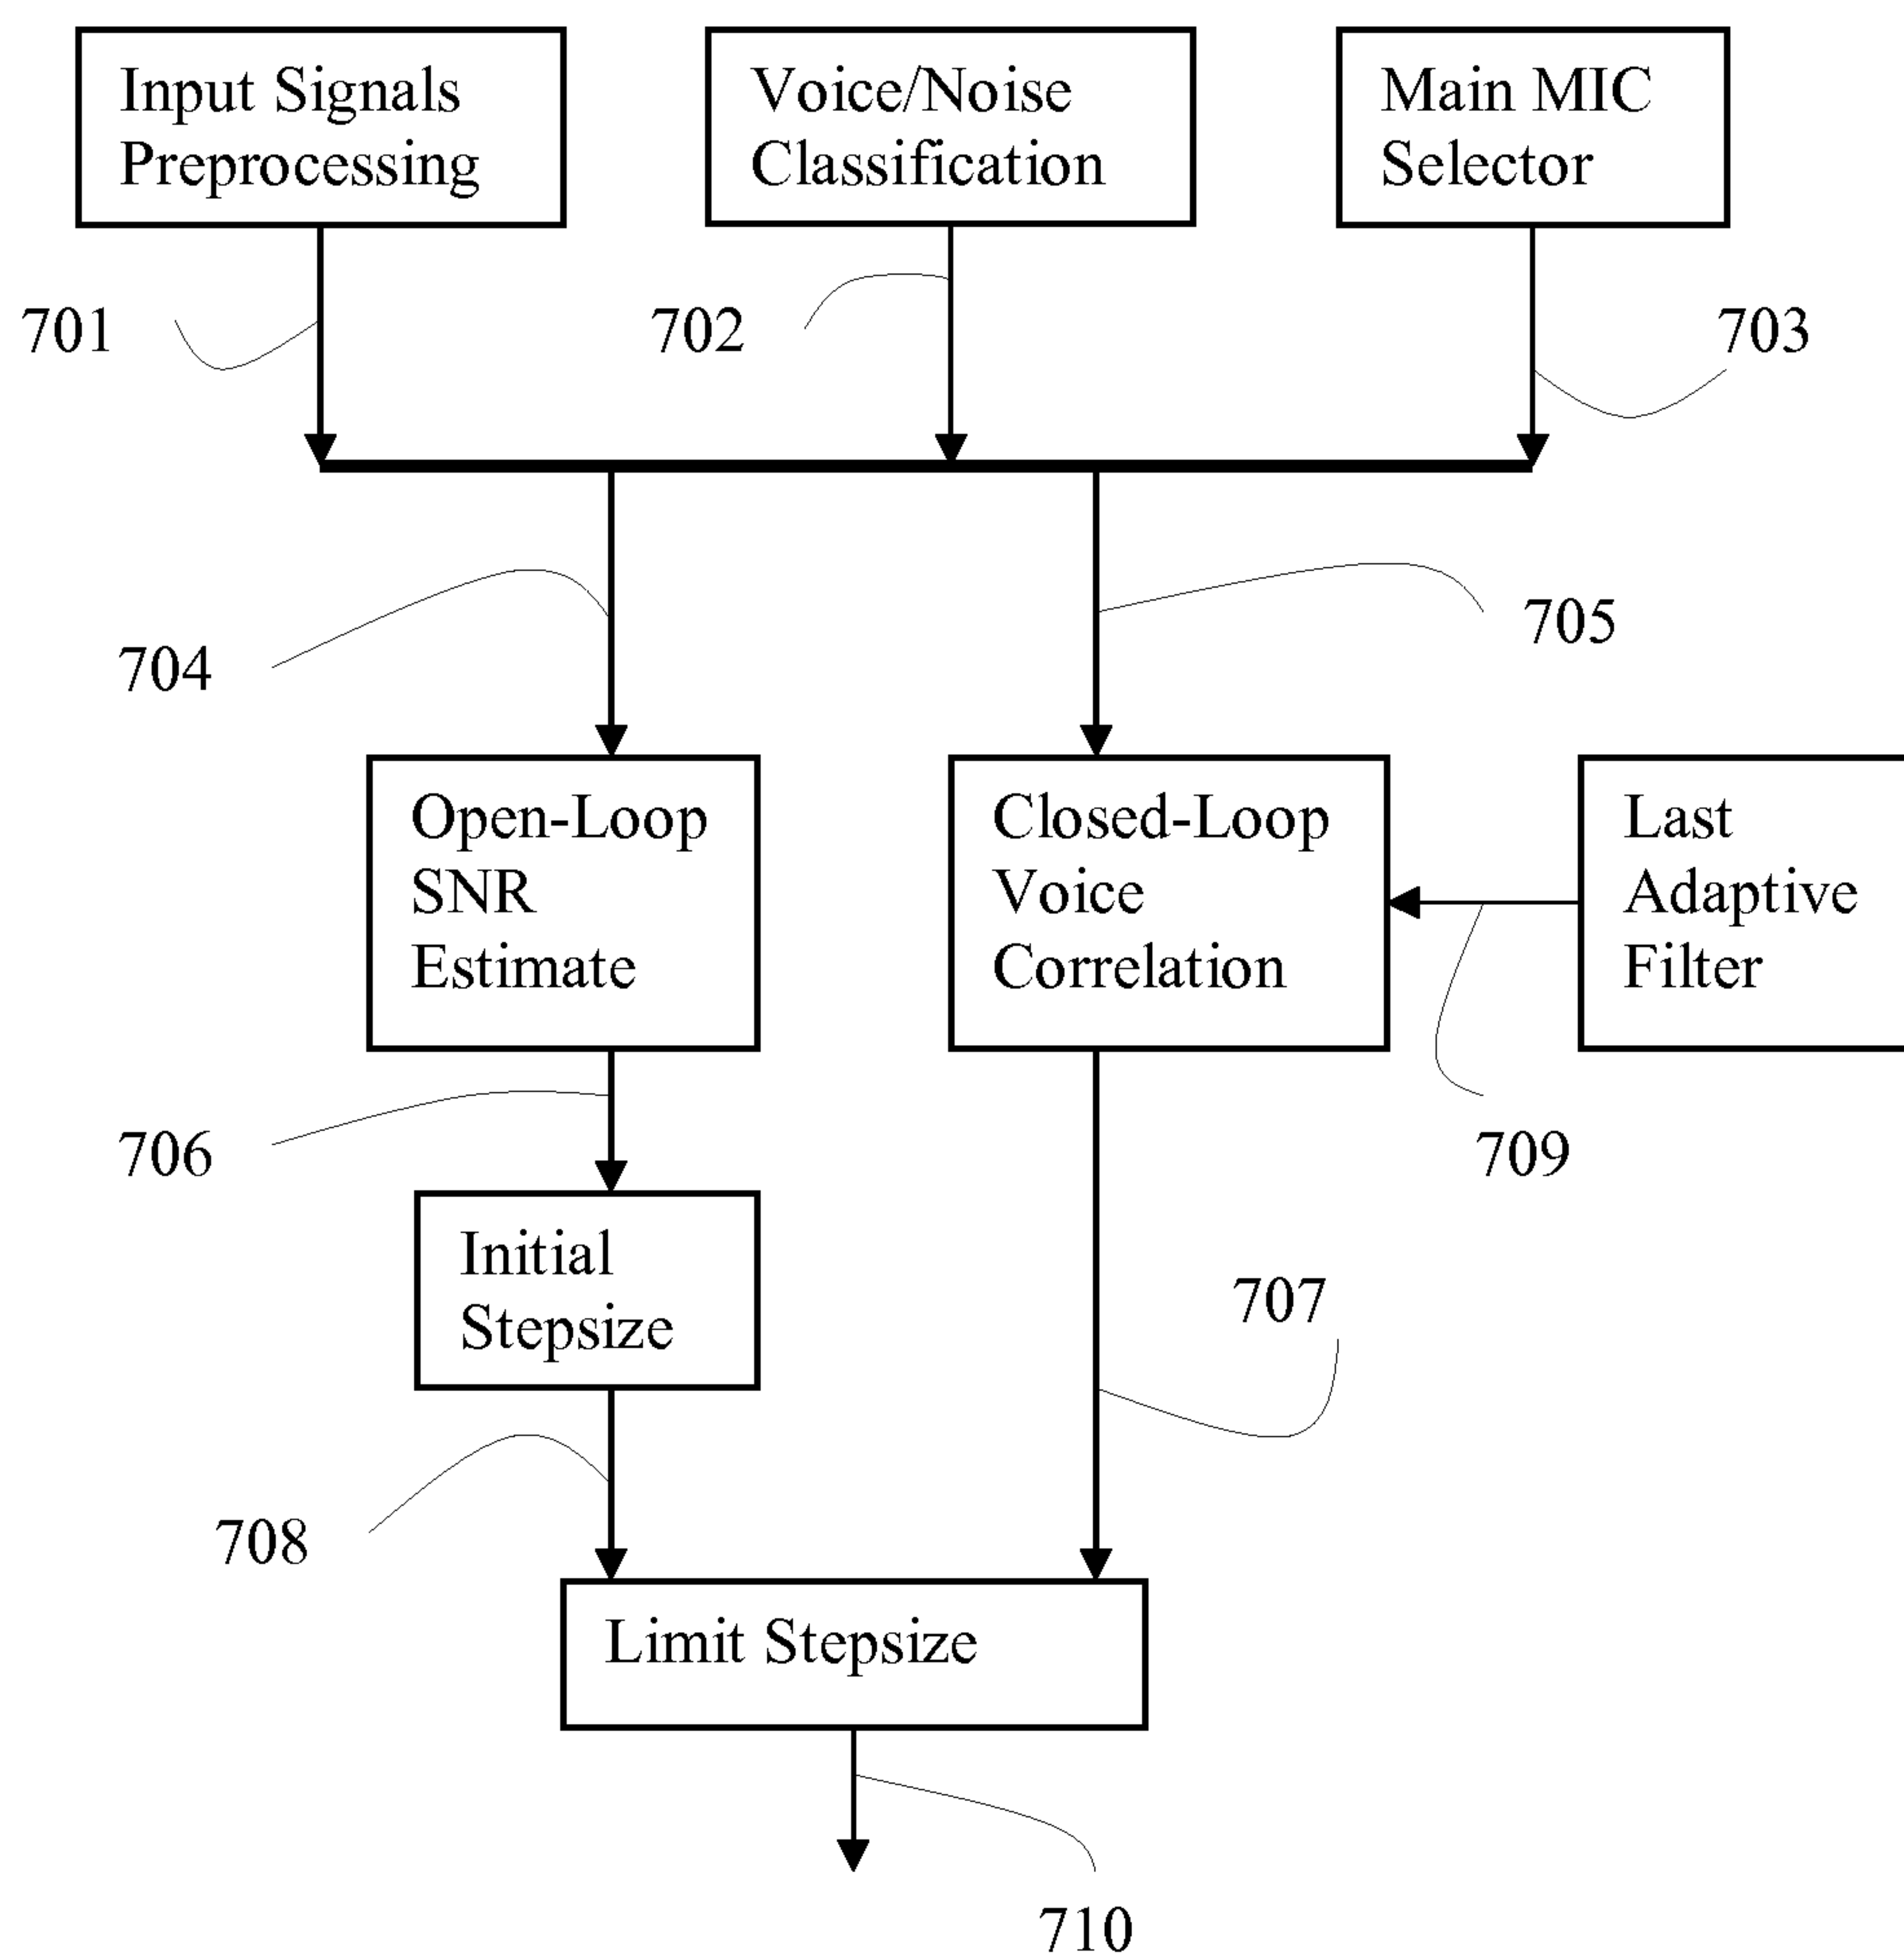 Input Signals
Preprocessing
Voice/Noise
Classification
Main MIC
Selector
701
702
703
704
705
Open-Loop
SNR
Estimate
Closed-Loop
Voice
Correlation
Last
Adaptive
Filter
706
709
Initial
Stepsize
707
708
Limit Stepsize
710